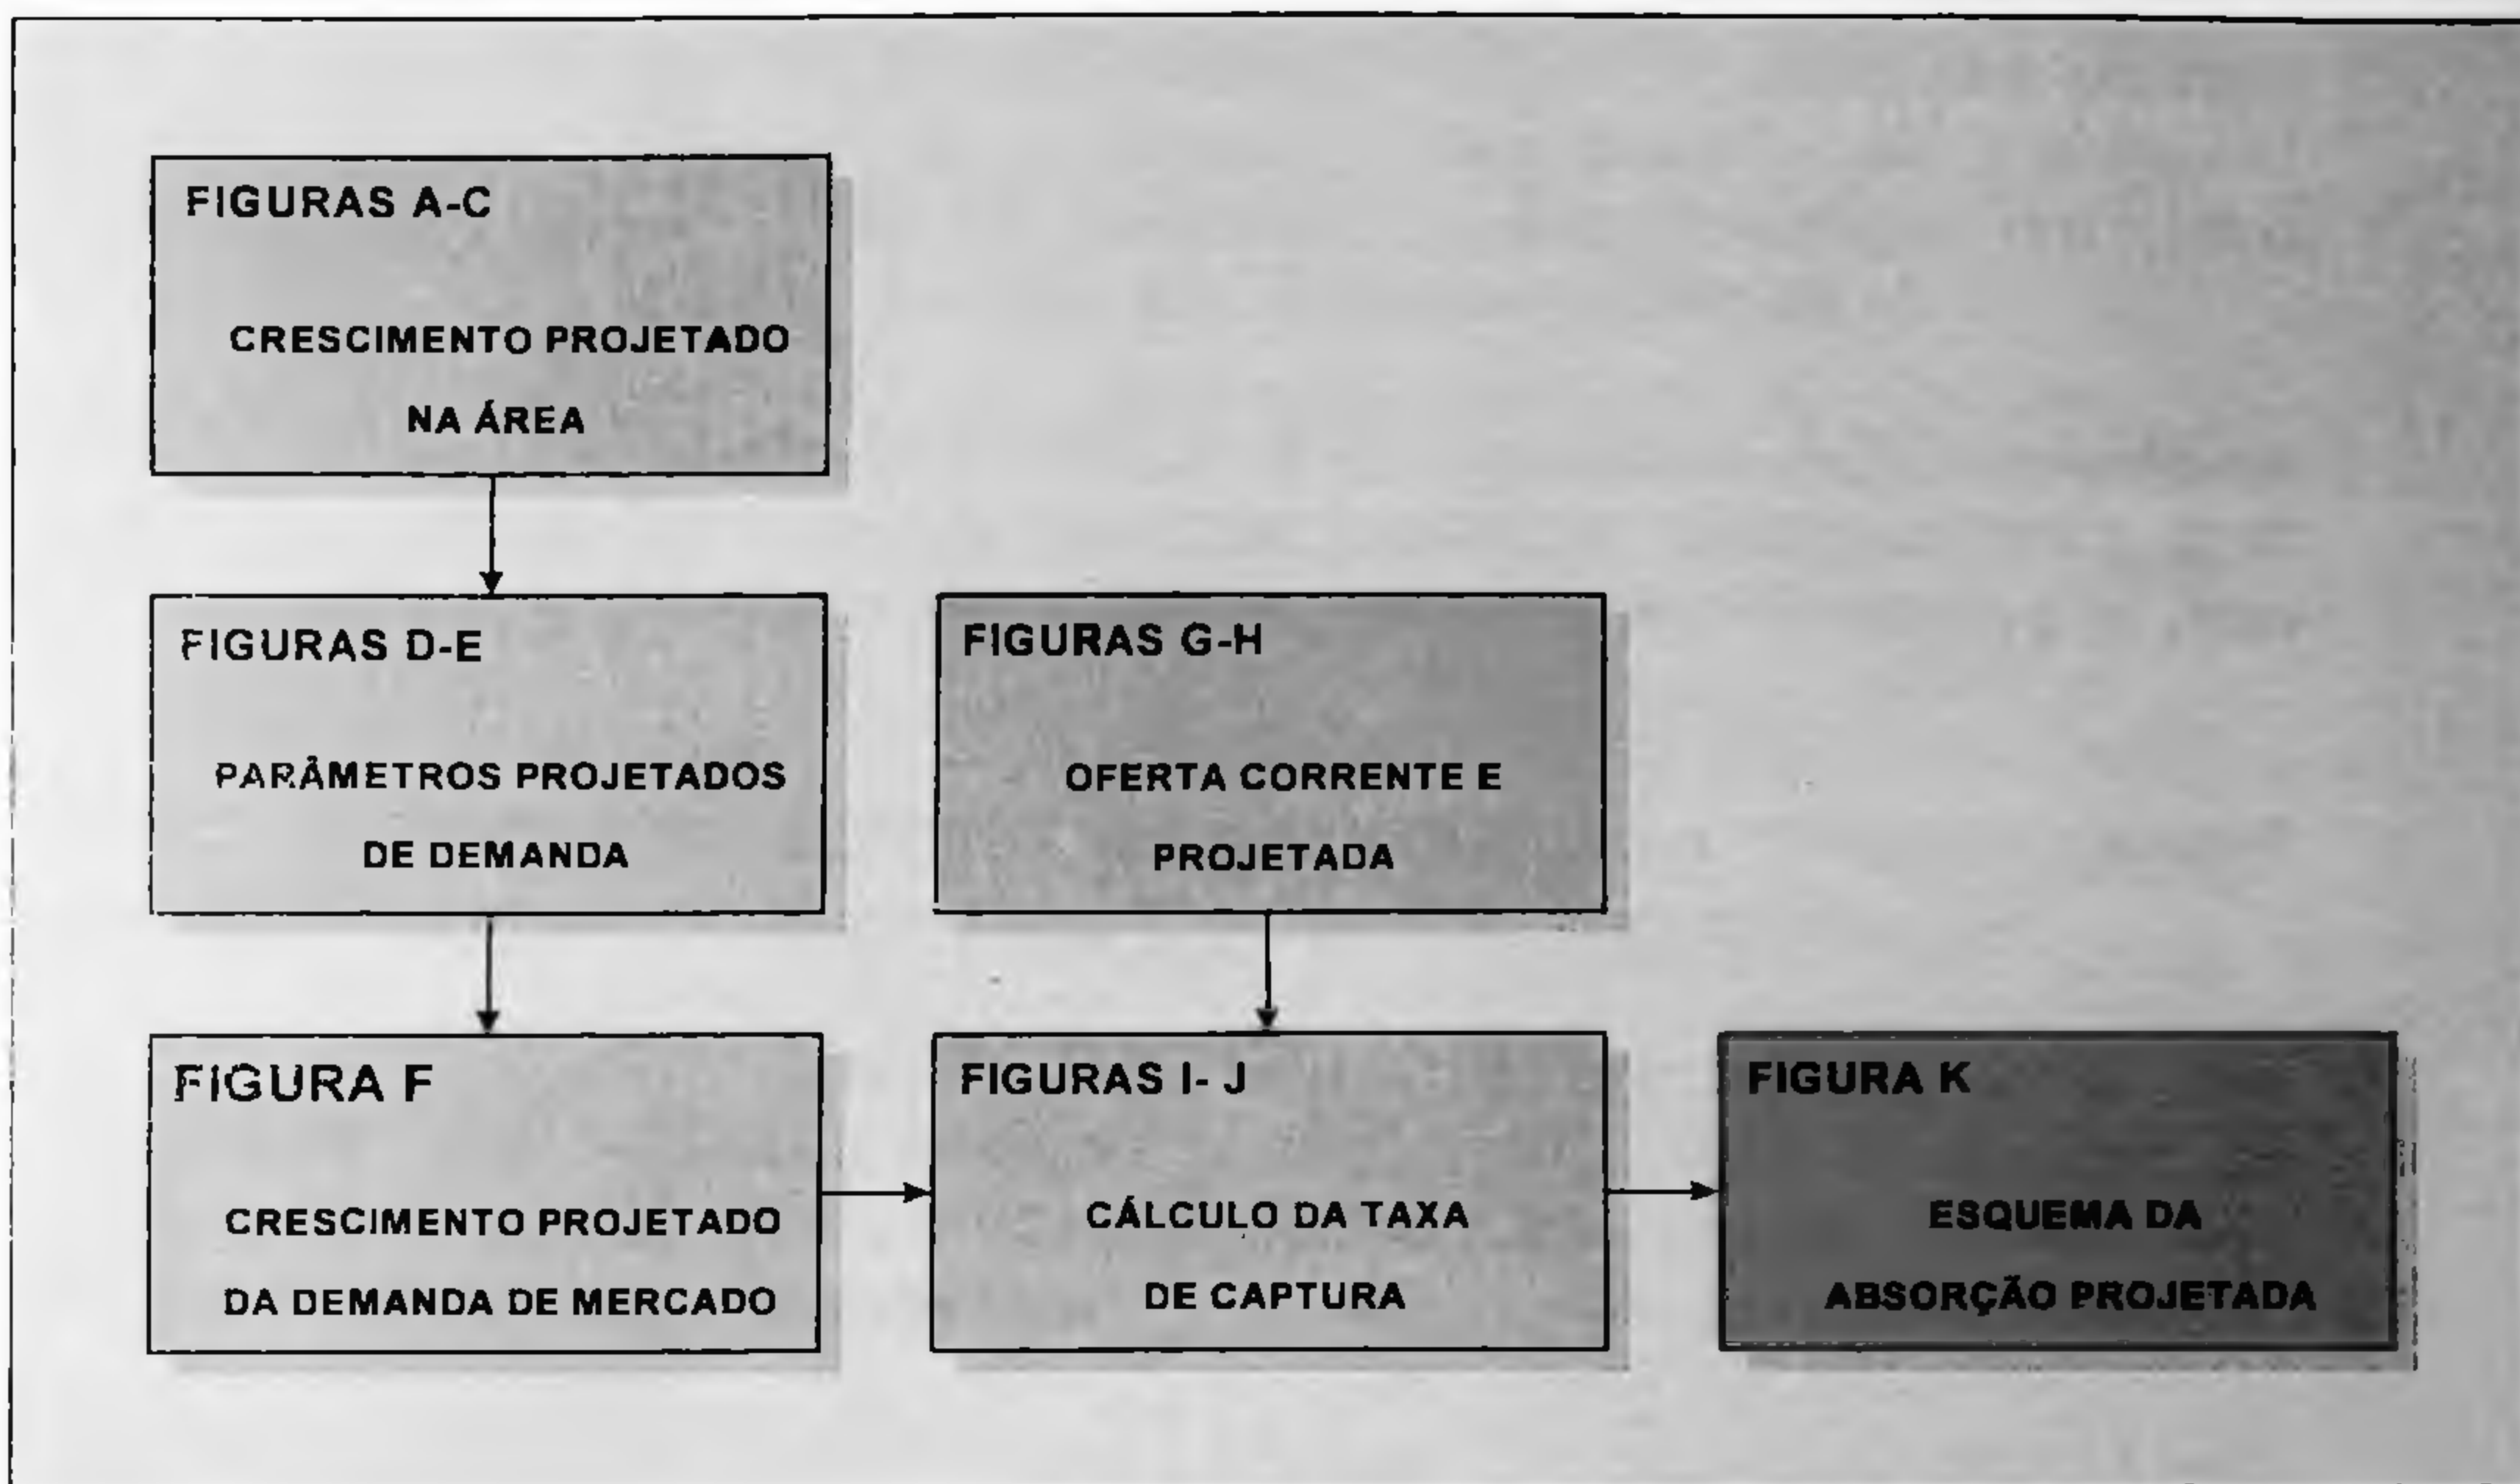 FIGURAS A-C
CRESCIMENTO PROJETADO
NA ÁREA
FIGURAS D-E
PARÂMETROS PROJETADOS
DE DEMANDA
FIGURAS G-H
OFERTA CORRENTE E
PROJETADA
FIGURA F
CRESCIMENTO PROJETADO
DA DEMANDA DE MERCADO
FIGURAS I- J
CÁLCULO DA TAXA
DE CAPTURA
FIGURA K
ESQUEMA DA
ABSORÇÃO PROJETADA